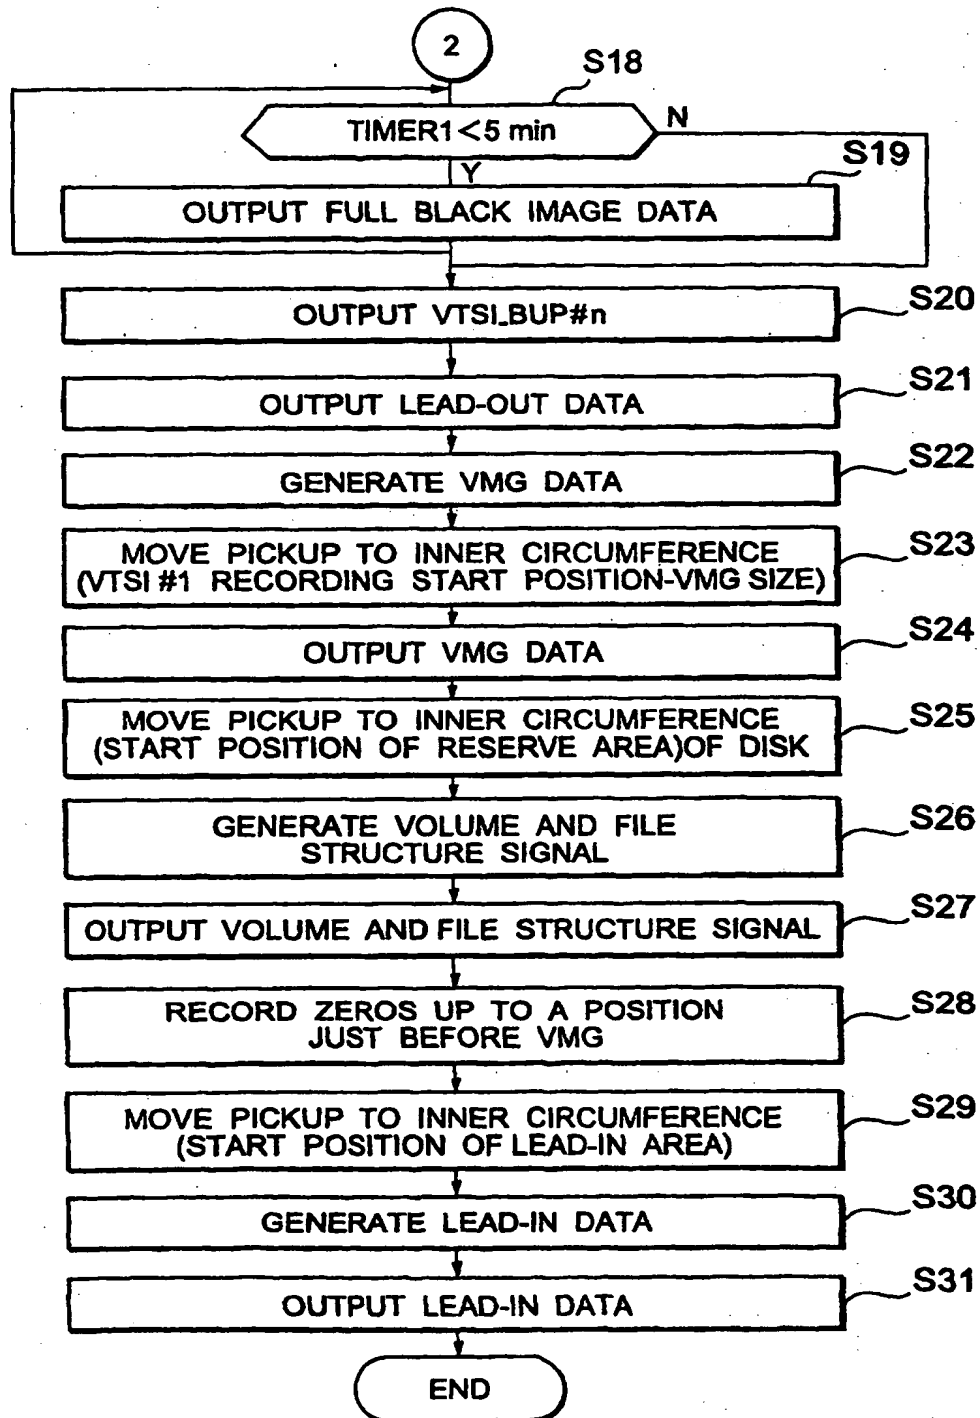 2
S18
TIMER1<5 min
N
Y
S19
OUTPUT FULL BLACK IMAGE DATA
S20
OUTPUT VTSI_BUP#n
S21
OUTPUT LEAD-OUT DATA
S22
GENERATE VMG DATA
S23
MOVE PICKUP TO INNER CIRCUMFERENCE
(VTSI #1 RECORDING START POSITION-VMG SIZE)
S24
OUTPUT VMG DATA
S25
MOVE PICKUP TO INNER CIRCUMFERENCE
(START POSITION OF RESERVE AREA)OF DISK
S26
GENERATE VOLUME AND FILE
STRUCTURE SIGNAL
S27
OUTPUT VOLUME AND FILE STRUCTURE SIGNAL
S28
RECORD ZEROS UP TO A POSITION
JUST BEFORE VMG
S29
MOVE PICKUP TO INNER CIRCUMFERENCE
(START POSITION OF LEAD-IN AREA)
S30
GENERATE LEAD-IN DATA
S31
OUTPUT LEAD-IN DATA
END